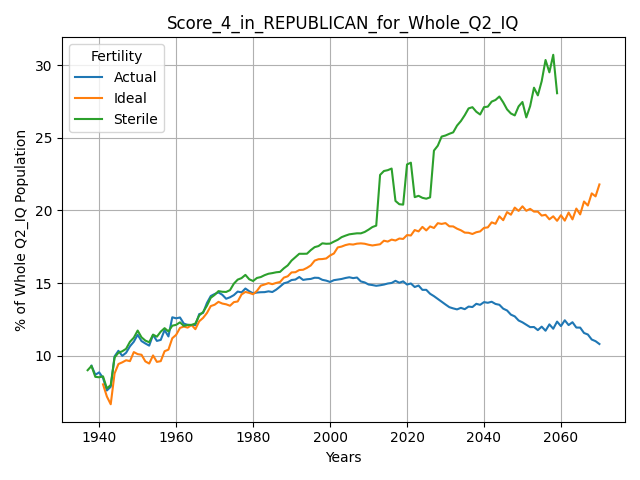 Score_4_in_REPUBLICAN_for_Whole_Q2_IQ
Fertility
Actual
Ideal
Sterile
% of Whole Q2_IQ Population
30
25
20
15
10
1940 1960 1980 2000 2020 2040 2060
Years